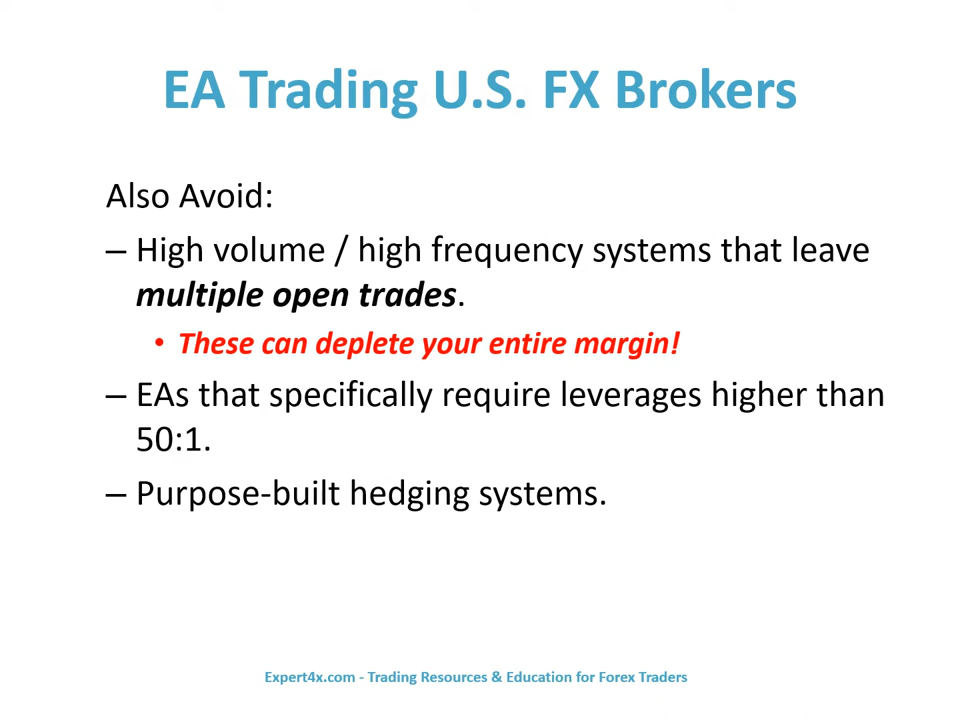 EA Trading U.S. FX Brokers
Also Avoid:
– High volume / high frequency systems that leave
multiple open trades.
• These can deplete your entire margin!
– EAs that specifically require leverages higher than
50:1.
– Purpose-built hedging systems.
Expert4x.com - Trading Resources & Education for Forex Traders